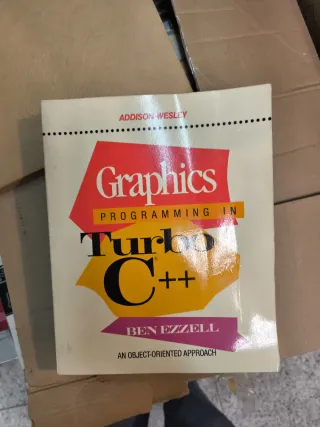 ADDISON-WESLEY
Graphics
PROGRAMMING IN
Turbo
C++
BEN EZZELL
AN OBJECT-ORIENTED APPROACH